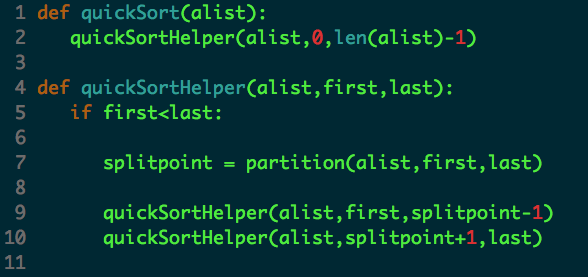 1 def quickSort(alist):
2    quickSortHelper(alist,0,len(alist)-1)
3
4 def quickSortHelper(alist,first,last):
5    if first<last:
6
7       splitpoint = partition(alist,first,last)
8
9       quickSortHelper(alist,first,splitpoint-1)
10       quickSortHelper(alist,splitpoint+1,last)
11